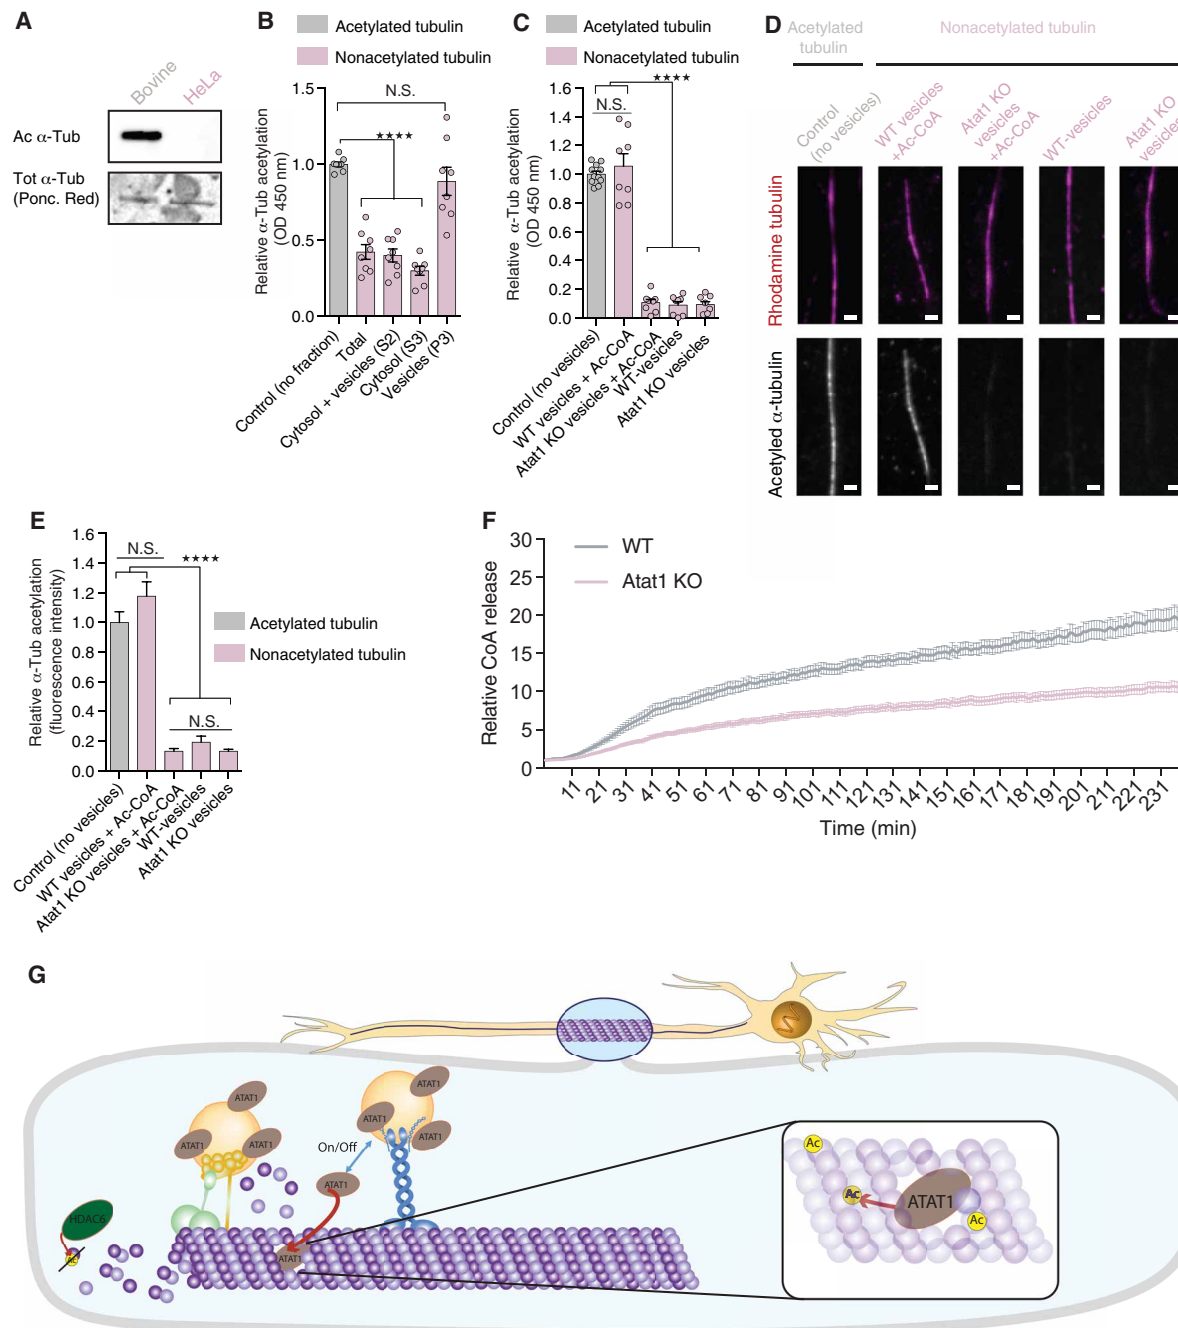 A
Bovine
HeLa
Ac α-Tub
Tot α-Tub
(Ponc. Red)
B
Acetylated tubulin
Nonacetylated tubulin
Relative α-Tub acetylation
(OD 450 nm)
1.5
1.0
0.5
0.0
N.S.
★★★★
Control (no fraction)
Total
Cytosol + vesicles (S2)
Cytosol (S3)
Vesicles (P3)
C
Acetylated tubulin
Nonacetylated tubulin
Relative α-Tub acetylation
(OD 450 nm)
1.6
1.4
1.2
1.0
0.8
0.6
0.4
0.2
0.0
★★★★
N.S.
Control (no vesicles)
WT vesicles + Ac-CoA
Atat1 KO vesicles + Ac-CoA
WT-vesicles
Atat1 KO vesicles
D
Acetylated
tubulin
Nonacetylated tubulin
Control
(no vesicles)
WT vesicles
+Ac-CoA
Atat1 KO
vesicles
+Ac-CoA
WT-vesicles
Atat1 KO
vesicles
Rhodamine tubulin
Acetyled α-tubulin
E
Relative α-Tub acetylation
(fluorescence intensity)
1.6
1.4
1.2
1.0
0.8
0.6
0.4
0.2
0.0
N.S.
★★★★
N.S.
Acetylated tubulin
Nonacetylated tubulin
Control (no vesicles)
WT vesicles + Ac-CoA
Atat1 KO vesicles + Ac-CoA
WT-vesicles
Atat1 KO vesicles
F
WT
Atat1 KO
Relative CoA release
30
25
20
15
10
5
0
11 21 31 41 51 61 71 81 91 101 111 121 131 141 151 161 171 181 191 201 211 221 231
Time (min)
G
ATAT1
ATAT1
ATAT1
ATAT1
ATAT1
ATAT1
On/Off
ATAT1
HDAC6
Ac
ATAT1
Ac
Ac
ATAT1
Ac